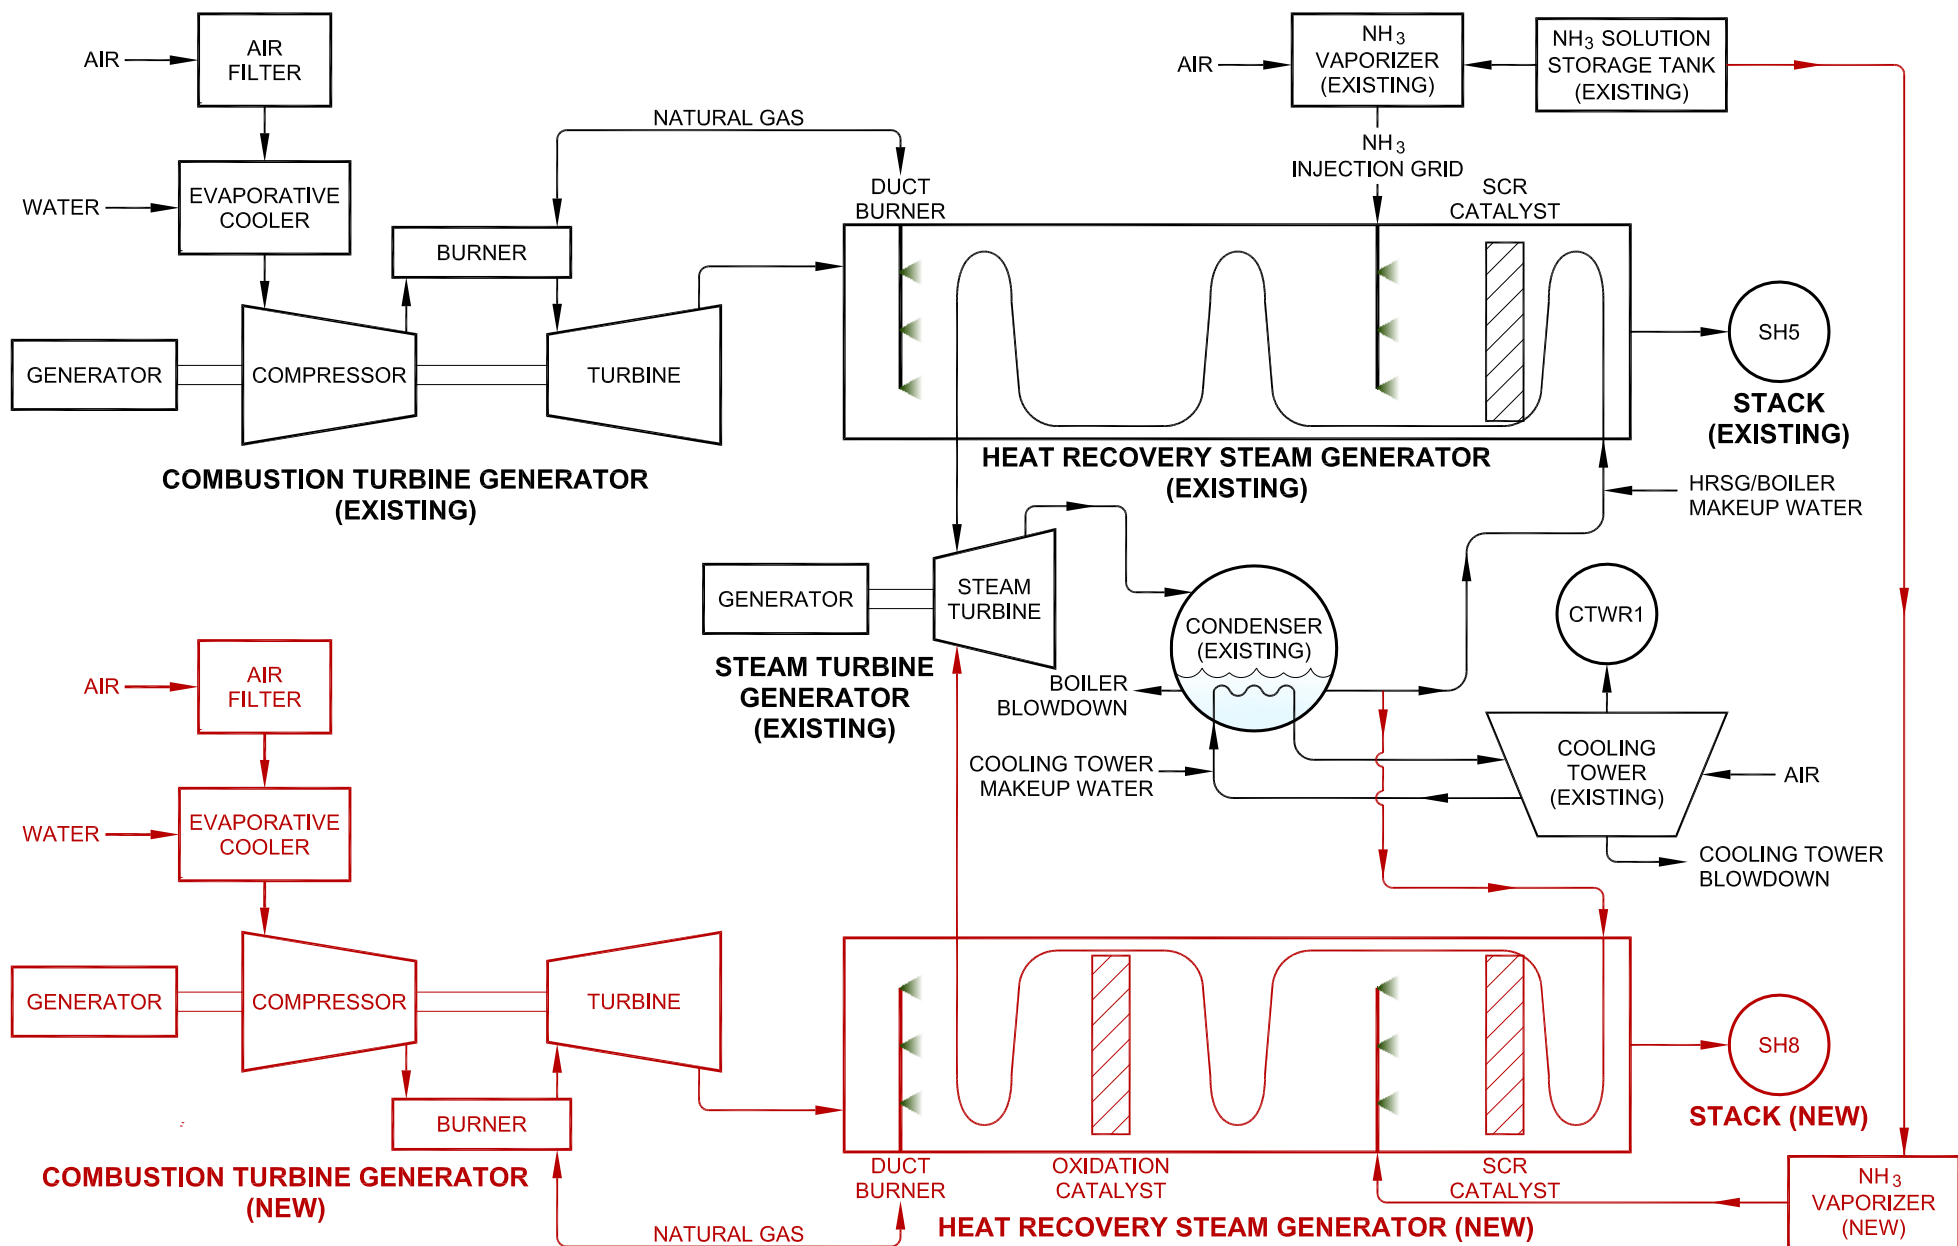 AIR
AIR
FILTER
WATER
EVAPORATIVE
COOLER
NATURAL GAS
BURNER
GENERATOR
COMPRESSOR
TURBINE
COMBUSTION TURBINE GENERATOR
(EXISTING)
AIR
NH3
VAPORIZER
(EXISTING)
NH3 SOLUTION
STORAGE TANK
(EXISTING)
NH3
INJECTION GRID
DUCT
BURNER
SCR
CATALYST
HEAT RECOVERY STEAM GENERATOR
(EXISTING)
SH5
STACK
(EXISTING)
HRSG/BOILER
MAKEUP WATER
GENERATOR
STEAM
TURBINE
STEAM TURBINE
GENERATOR
(EXISTING)
CONDENSER
(EXISTING)
BOILER
BLOWDOWN
COOLING TOWER
MAKEUP WATER
CTWR1
COOLING
TOWER
(EXISTING)
AIR
COOLING TOWER
BLOWDOWN
AIR
AIR
FILTER
WATER
EVAPORATIVE
COOLER
GENERATOR
COMPRESSOR
TURBINE
BURNER
COMBUSTION TURBINE GENERATOR
(NEW)
NATURAL GAS
DUCT
BURNER
OXIDATION
CATALYST
SCR
CATALYST
HEAT RECOVERY STEAM GENERATOR (NEW)
SH8
STACK (NEW)
NH3
VAPORIZER
(NEW)